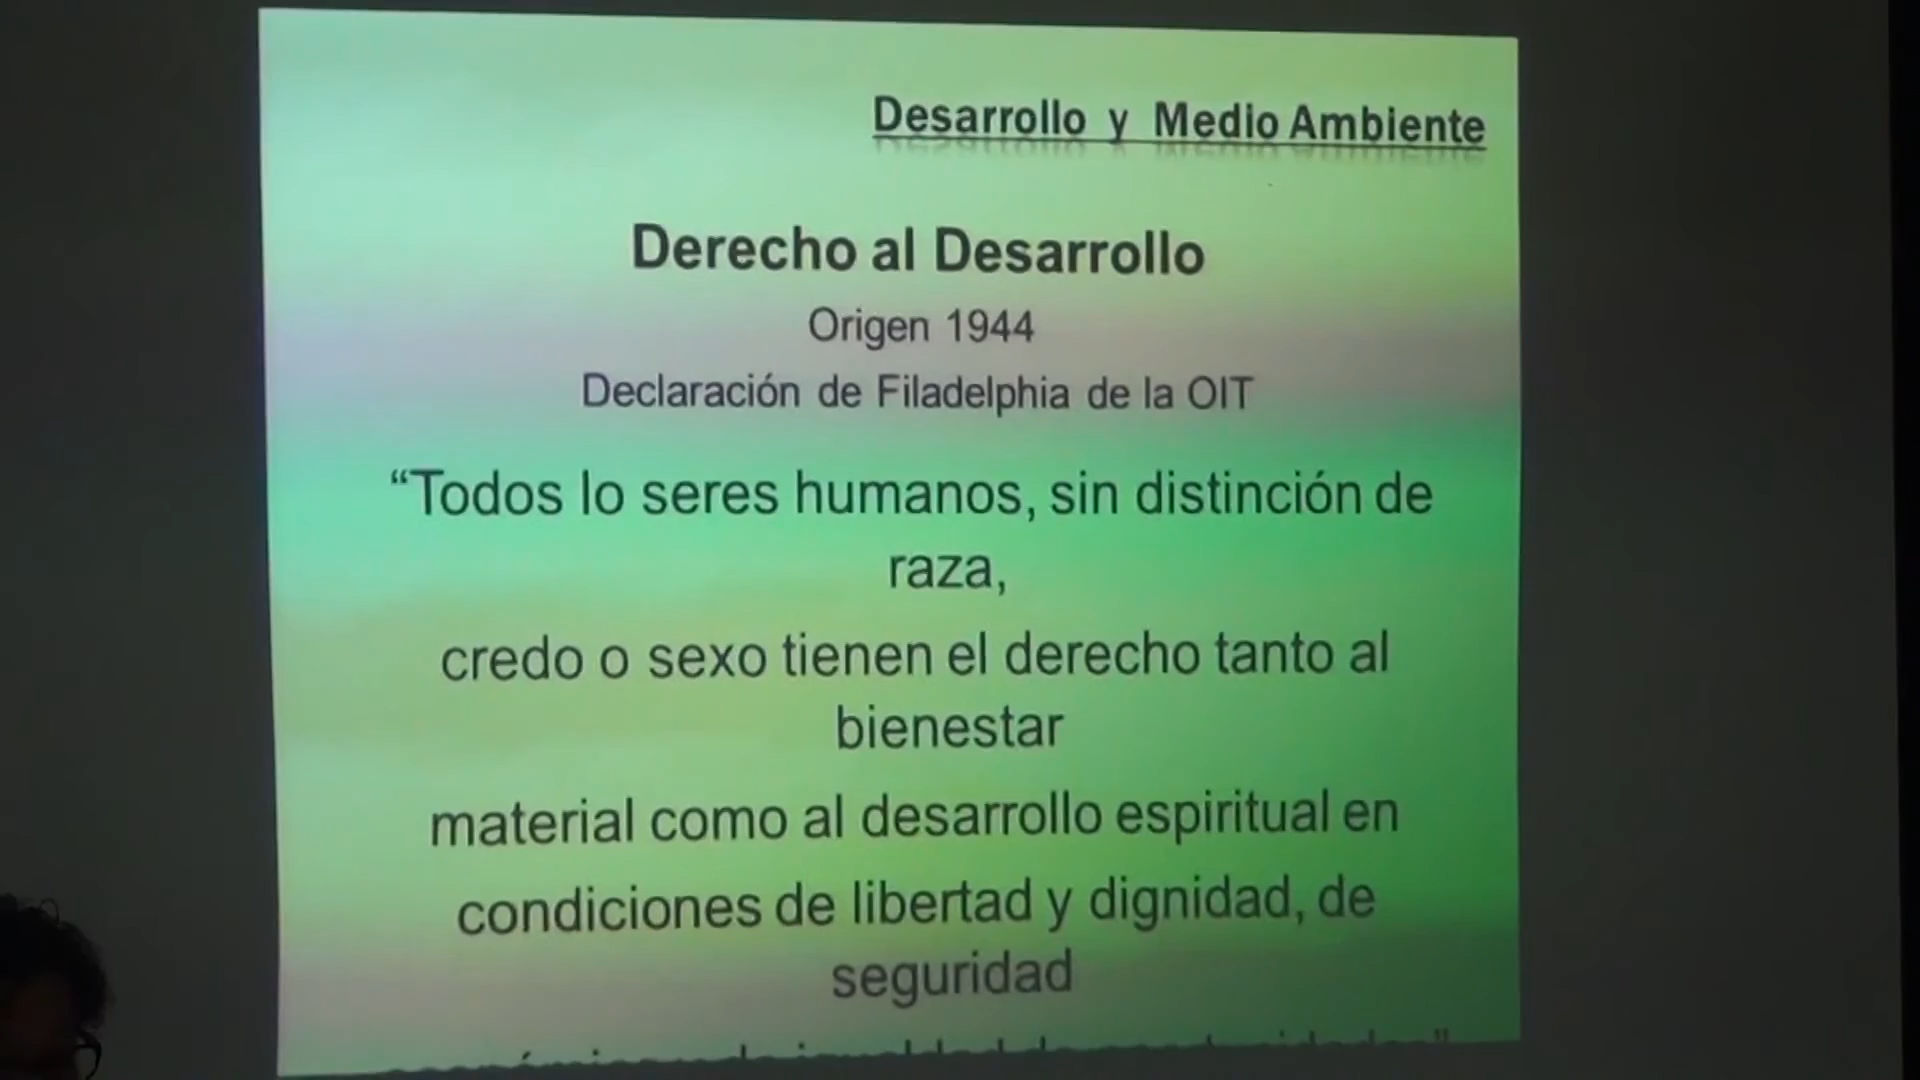 Desarrollo y Medio Ambiente
Derecho al Desarrollo
Origen 1944
Declaración de Filadelphia de la OIT
“Todos lo seres humanos, sin distinción de
raza,
credo o sexo tienen el derecho tanto al
bienestar
material como al desarrollo espiritual en
condiciones de libertad y dignidad, de
seguridad